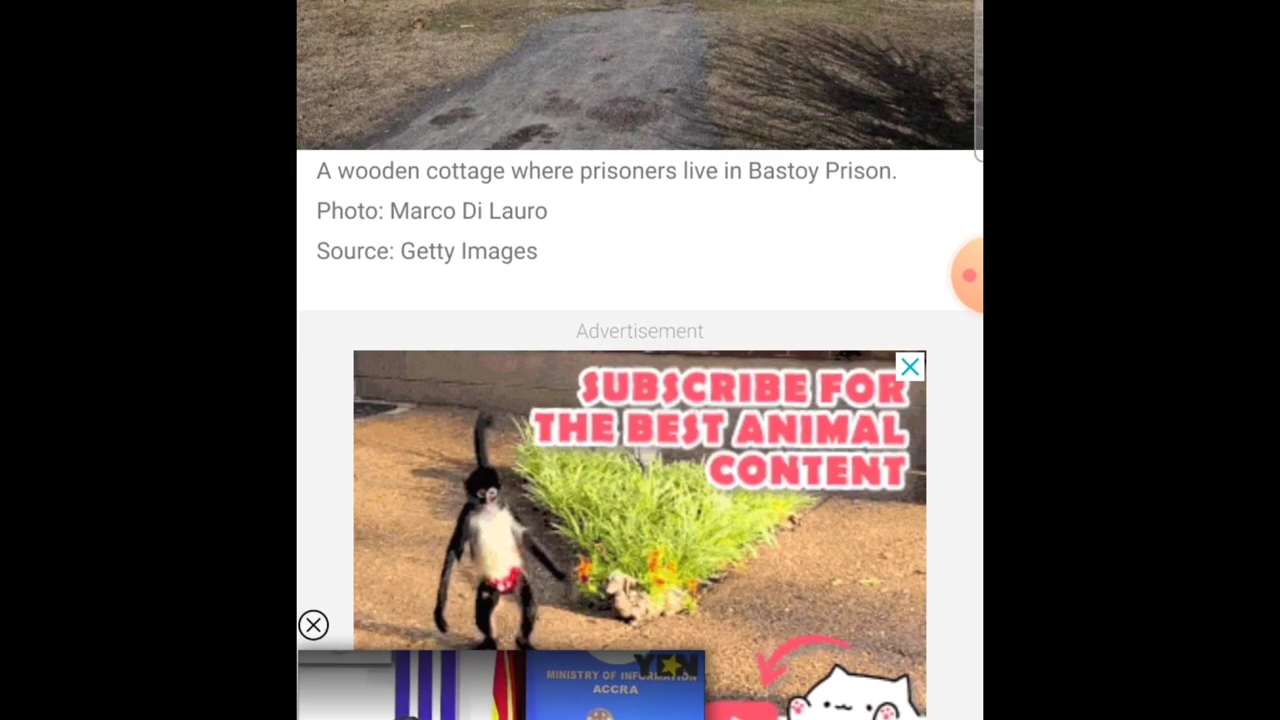 A wooden cottage where prisoners live in Bastoy Prison.
Photo: Marco Di Lauro
Source: Getty Images
Advertisement
SUBSCRIBE FOR
THE BEST ANIMAL
CONTENT
YEN
MINISTRY OF INFORMATION
ACCRA